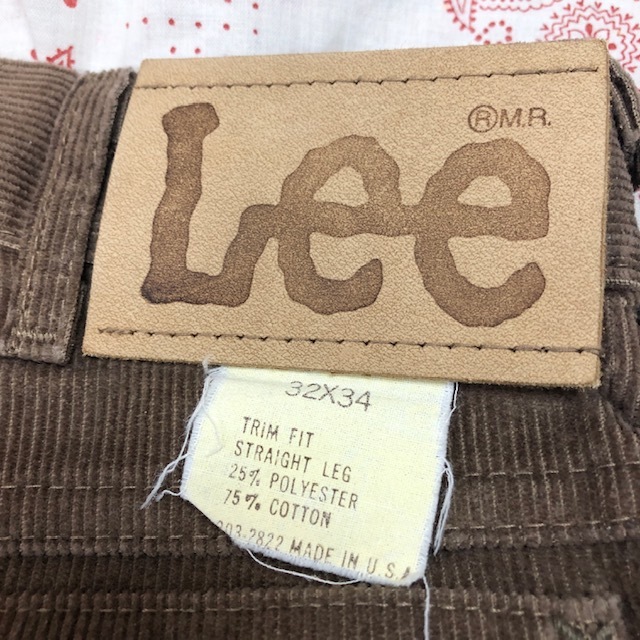 Lee
®M.R.
32X34
TRIM FIT
STRAIGHT LEG
25% POLYESTER
75% COTTON
203-2822 MADE IN U S A